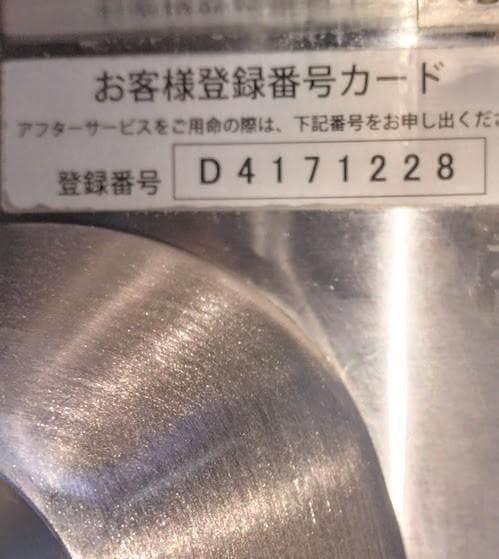 お客様登録番号カード
アフターサービスをご用命の際は、下記番号をお申し出くださ
登録番号 D4171228